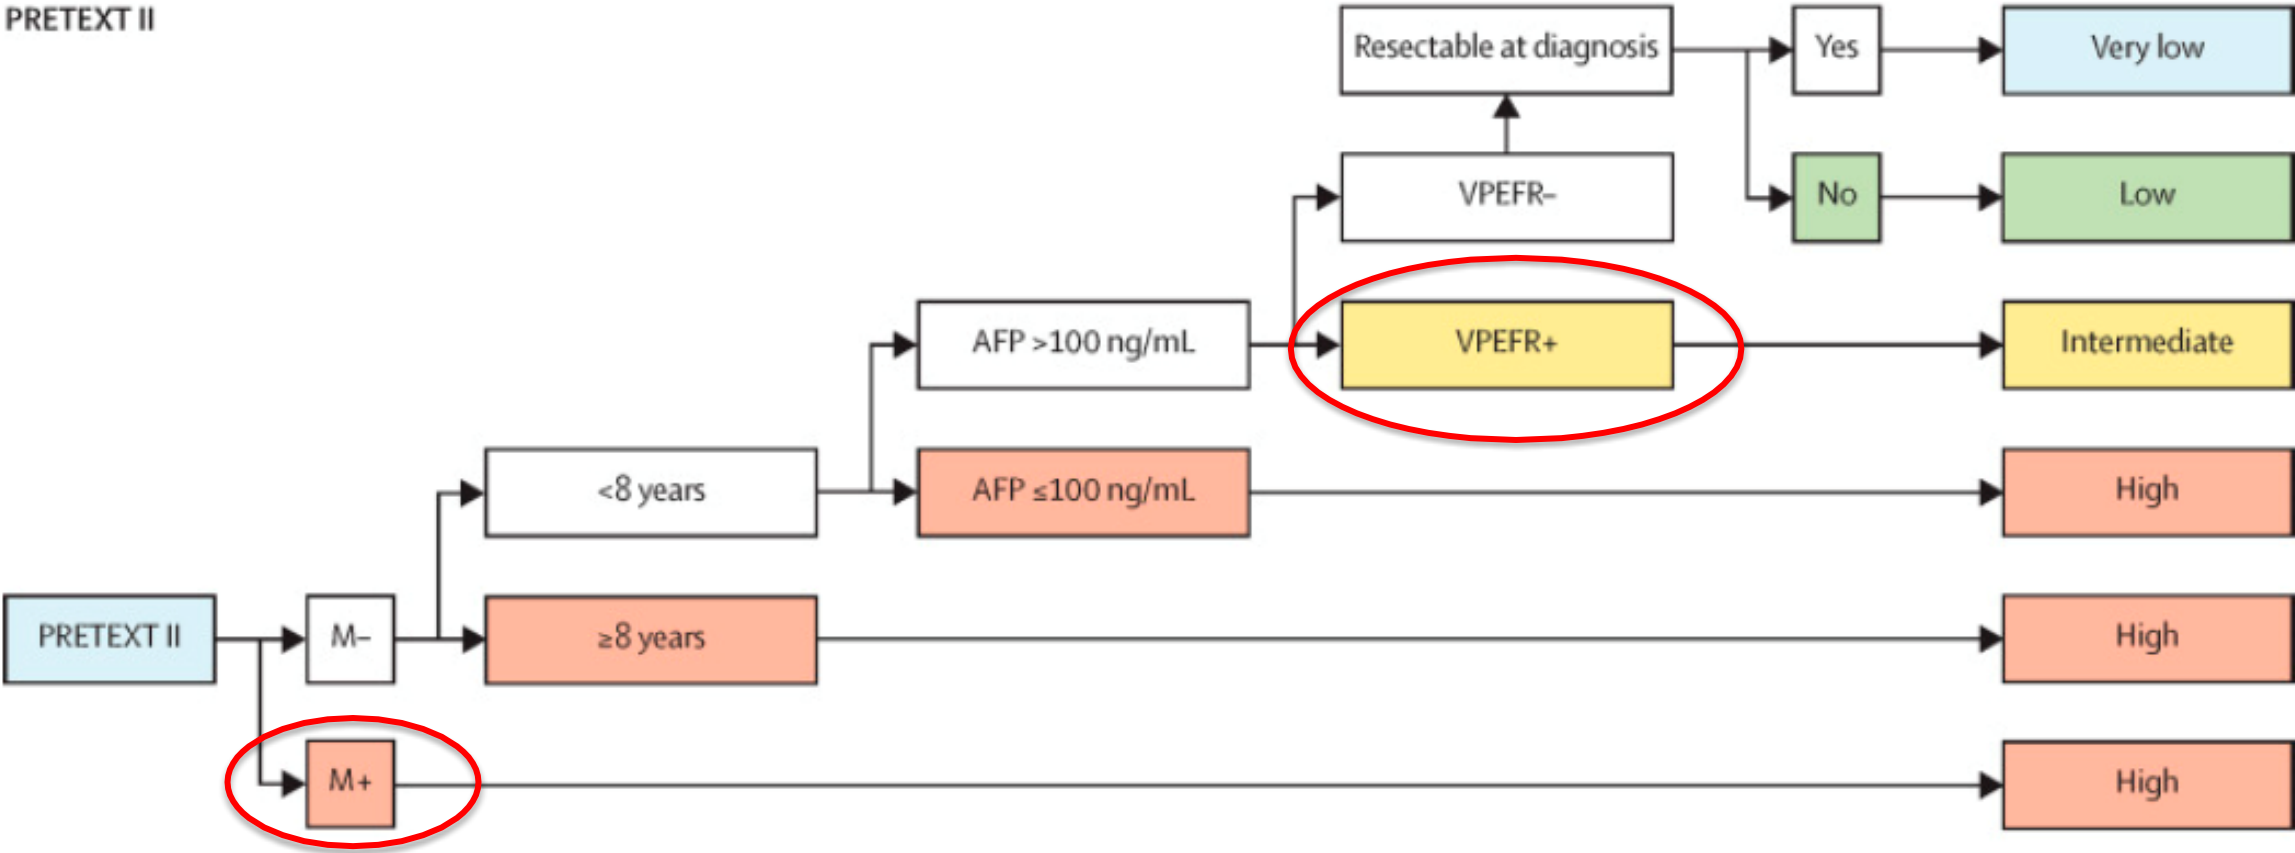 PRETEXT II
Resectable at diagnosis
Yes
Very low
VPEFR–
No
Low
AFP >100 ng/mL
VPEFR+
Intermediate
<8 years
AFP ≤100 ng/mL
High
PRETEXT II
M–
≥8 years
High
M+
High